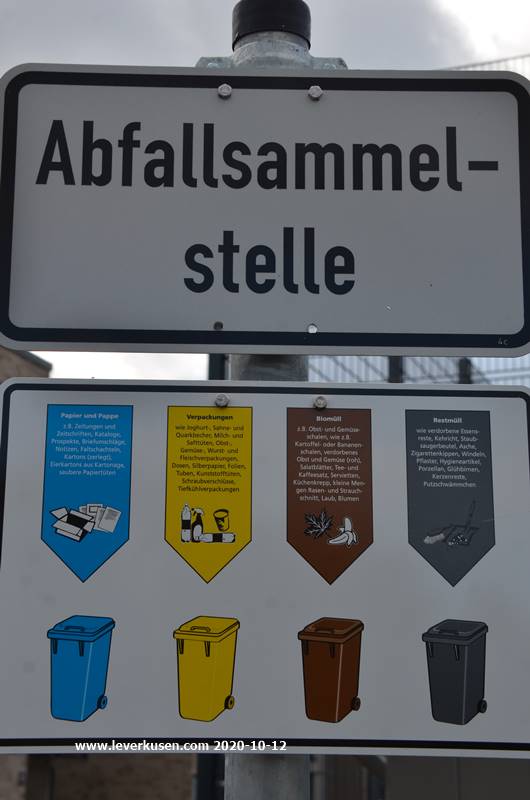 Abfallsammel-
stelle
4c
Papier und Pappe
z.B. Zeitungen und
Zeitschriften, Kataloge,
Prospekte, Briefumschläge,
Notizen, Faltschachteln,
Kartons (zerlegt),
Eierkartons aus Kartonage,
saubere Papiertüten
Verpackungen
wie Joghurt-, Sahne- und
Quarkbecher, Milch- und
Safttüten, Obst-,
Gemüse-, Wurst- und
Fleischverpackungen,
Dosen, Silberpapier, Folien,
Tuben, Kunststofftüten,
Schraubverschlüsse,
Tiefkühlverpackungen
Biomüll
z.B. Obst- und Gemüse-
schalen, wie z.B.
Kartoffel- oder Bananen-
schalen, verdorbenes
Obst und Gemüse (roh),
Salatblätter, Tee- und
Kaffeesatz, Servietten,
Küchenkrepp, kleine Men-
gen Rasen- und Strauch-
schnitt, Laub, Blumen
Restmüll
wie verdorbene Essens-
reste, Kehricht, Staub-
saugerbeutel, Asche,
Zigarettenkippen, Windeln,
Pflaster, Hygieneartikel,
Porzellan, Glühbirnen,
Kerzenreste,
Putzschwämmchen
www.leverkusen.com 2020-10-12